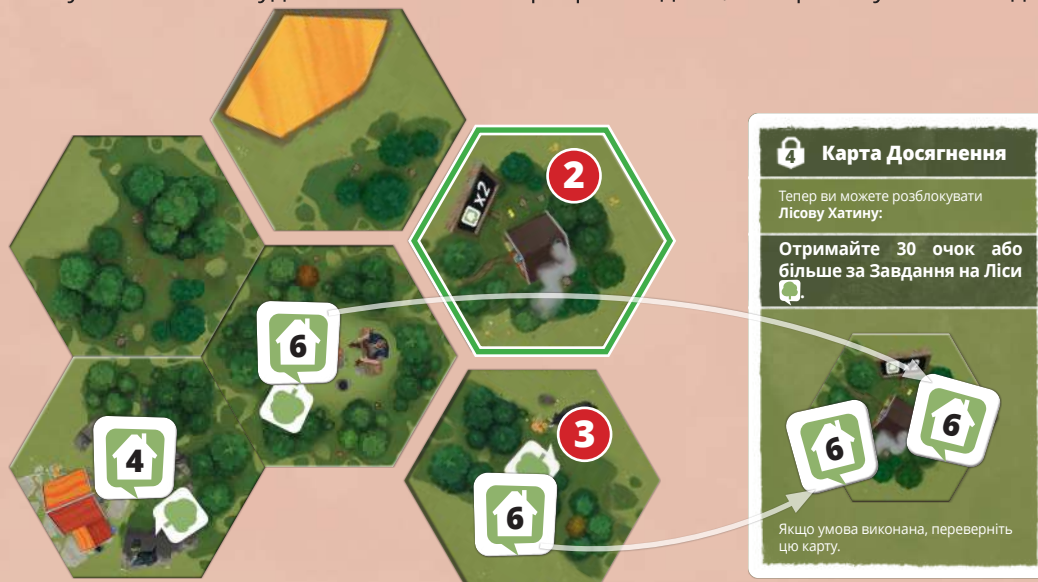 2
x2
6
4
3
6
4 Карта Досягнення
Тепер ви можете розблокувати
Лісову Хатину:
Отримайте 30 очок або
більше за Завдання на Ліси
.
6
6
Якщо умова виконана, переверніть
цю карту.